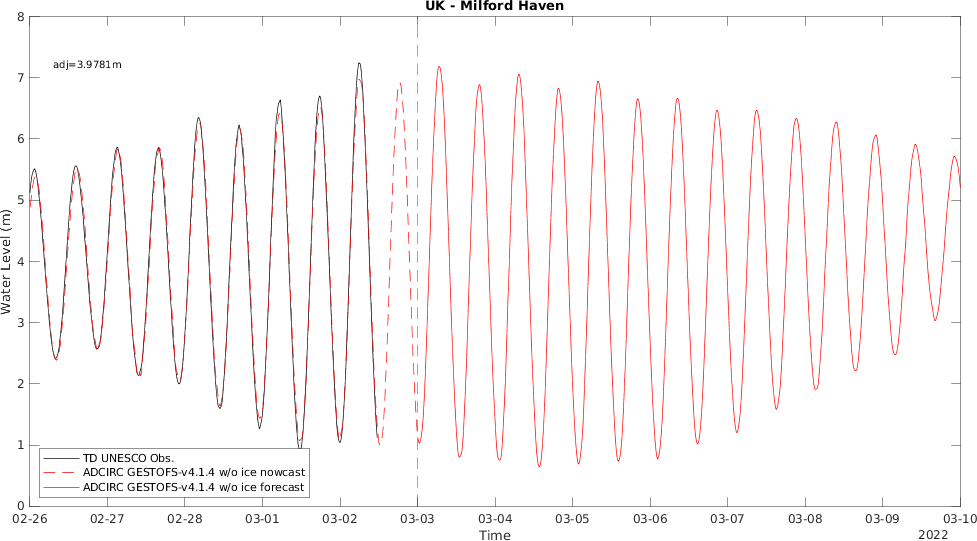 UK - Milford Haven
adj=3.9781m
Water Level (m)
8
7
6
5
4
3
2
1
0
TD UNESCO Obs.
ADCIRC GESTOFS-v4.1.4 w/o ice nowcast
ADCIRC GESTOFS-v4.1.4 w/o ice forecast
02-26 02-27 02-28 03-01 03-02 03-03 03-04 03-05 03-06 03-07 03-08 03-09 03-10
Time
2022